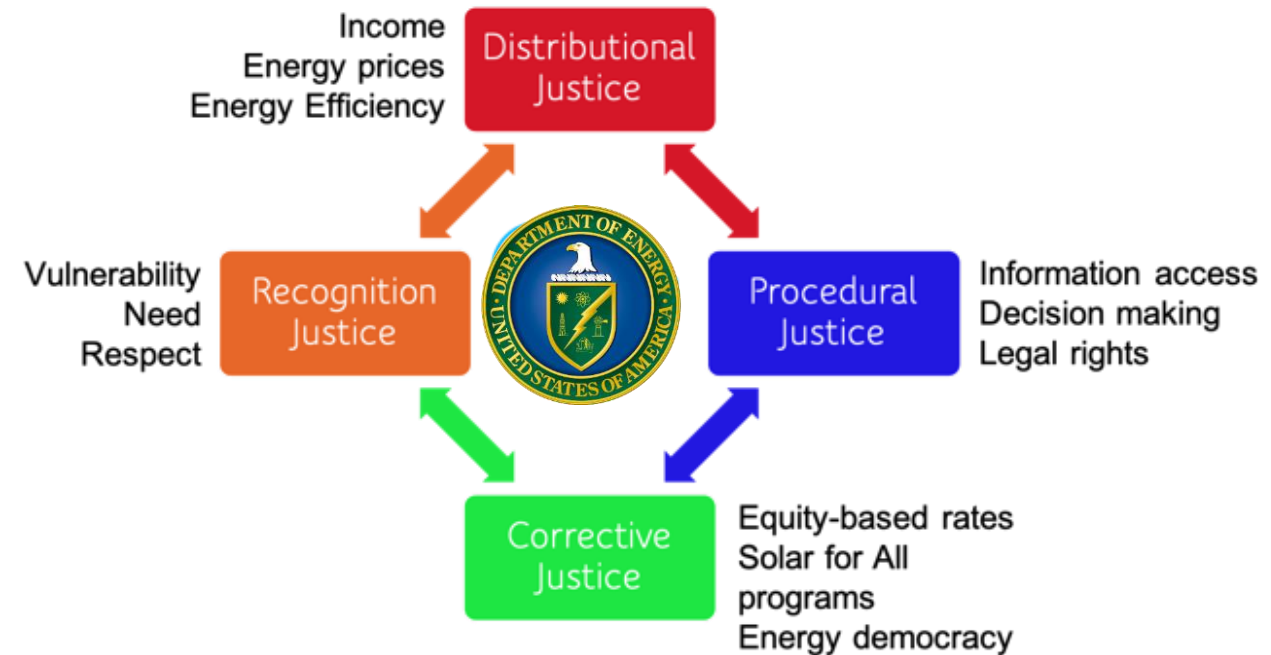 Income
Energy prices
Energy Efficiency
Distributional
Justice
Vulnerability
Need
Respect
Recognition
Justice
DEPARTMENT OF ENERGY
UNITED STATES OF AMERICA
Procedural
Justice
Information access
Decision making
Legal rights
Corrective
Justice
Equity-based rates
Solar for All
programs
Energy democracy